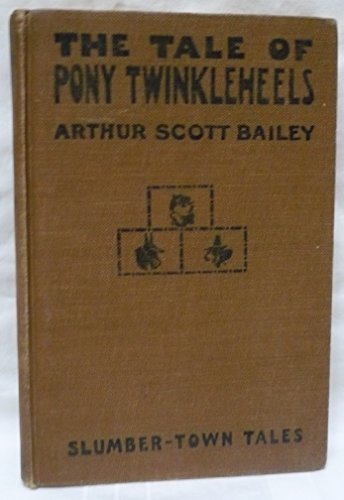 THE TALE OF
PONY TWINKLEHEELS
ARTHUR SCOTT BAILEY
SLUMBER-TOWN TALES